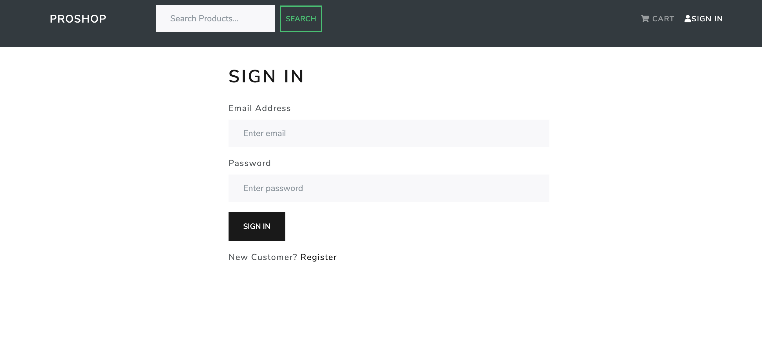 PROSHOP
Search Products...
SEARCH
CART
SIGN IN
SIGN IN
Email Address
Enter email
Password
Enter password
SIGN IN
New Customer? Register